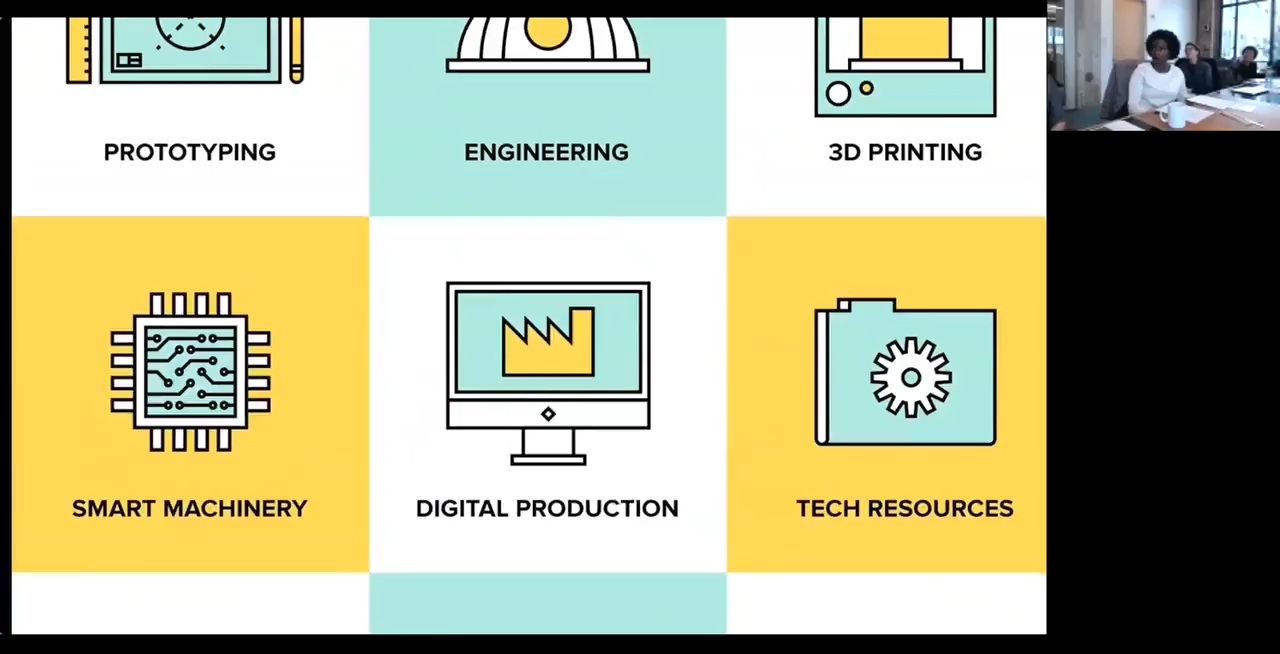 PROTOTYPING
ENGINEERING
3D PRINTING
SMART MACHINERY
DIGITAL PRODUCTION
TECH RESOURCES